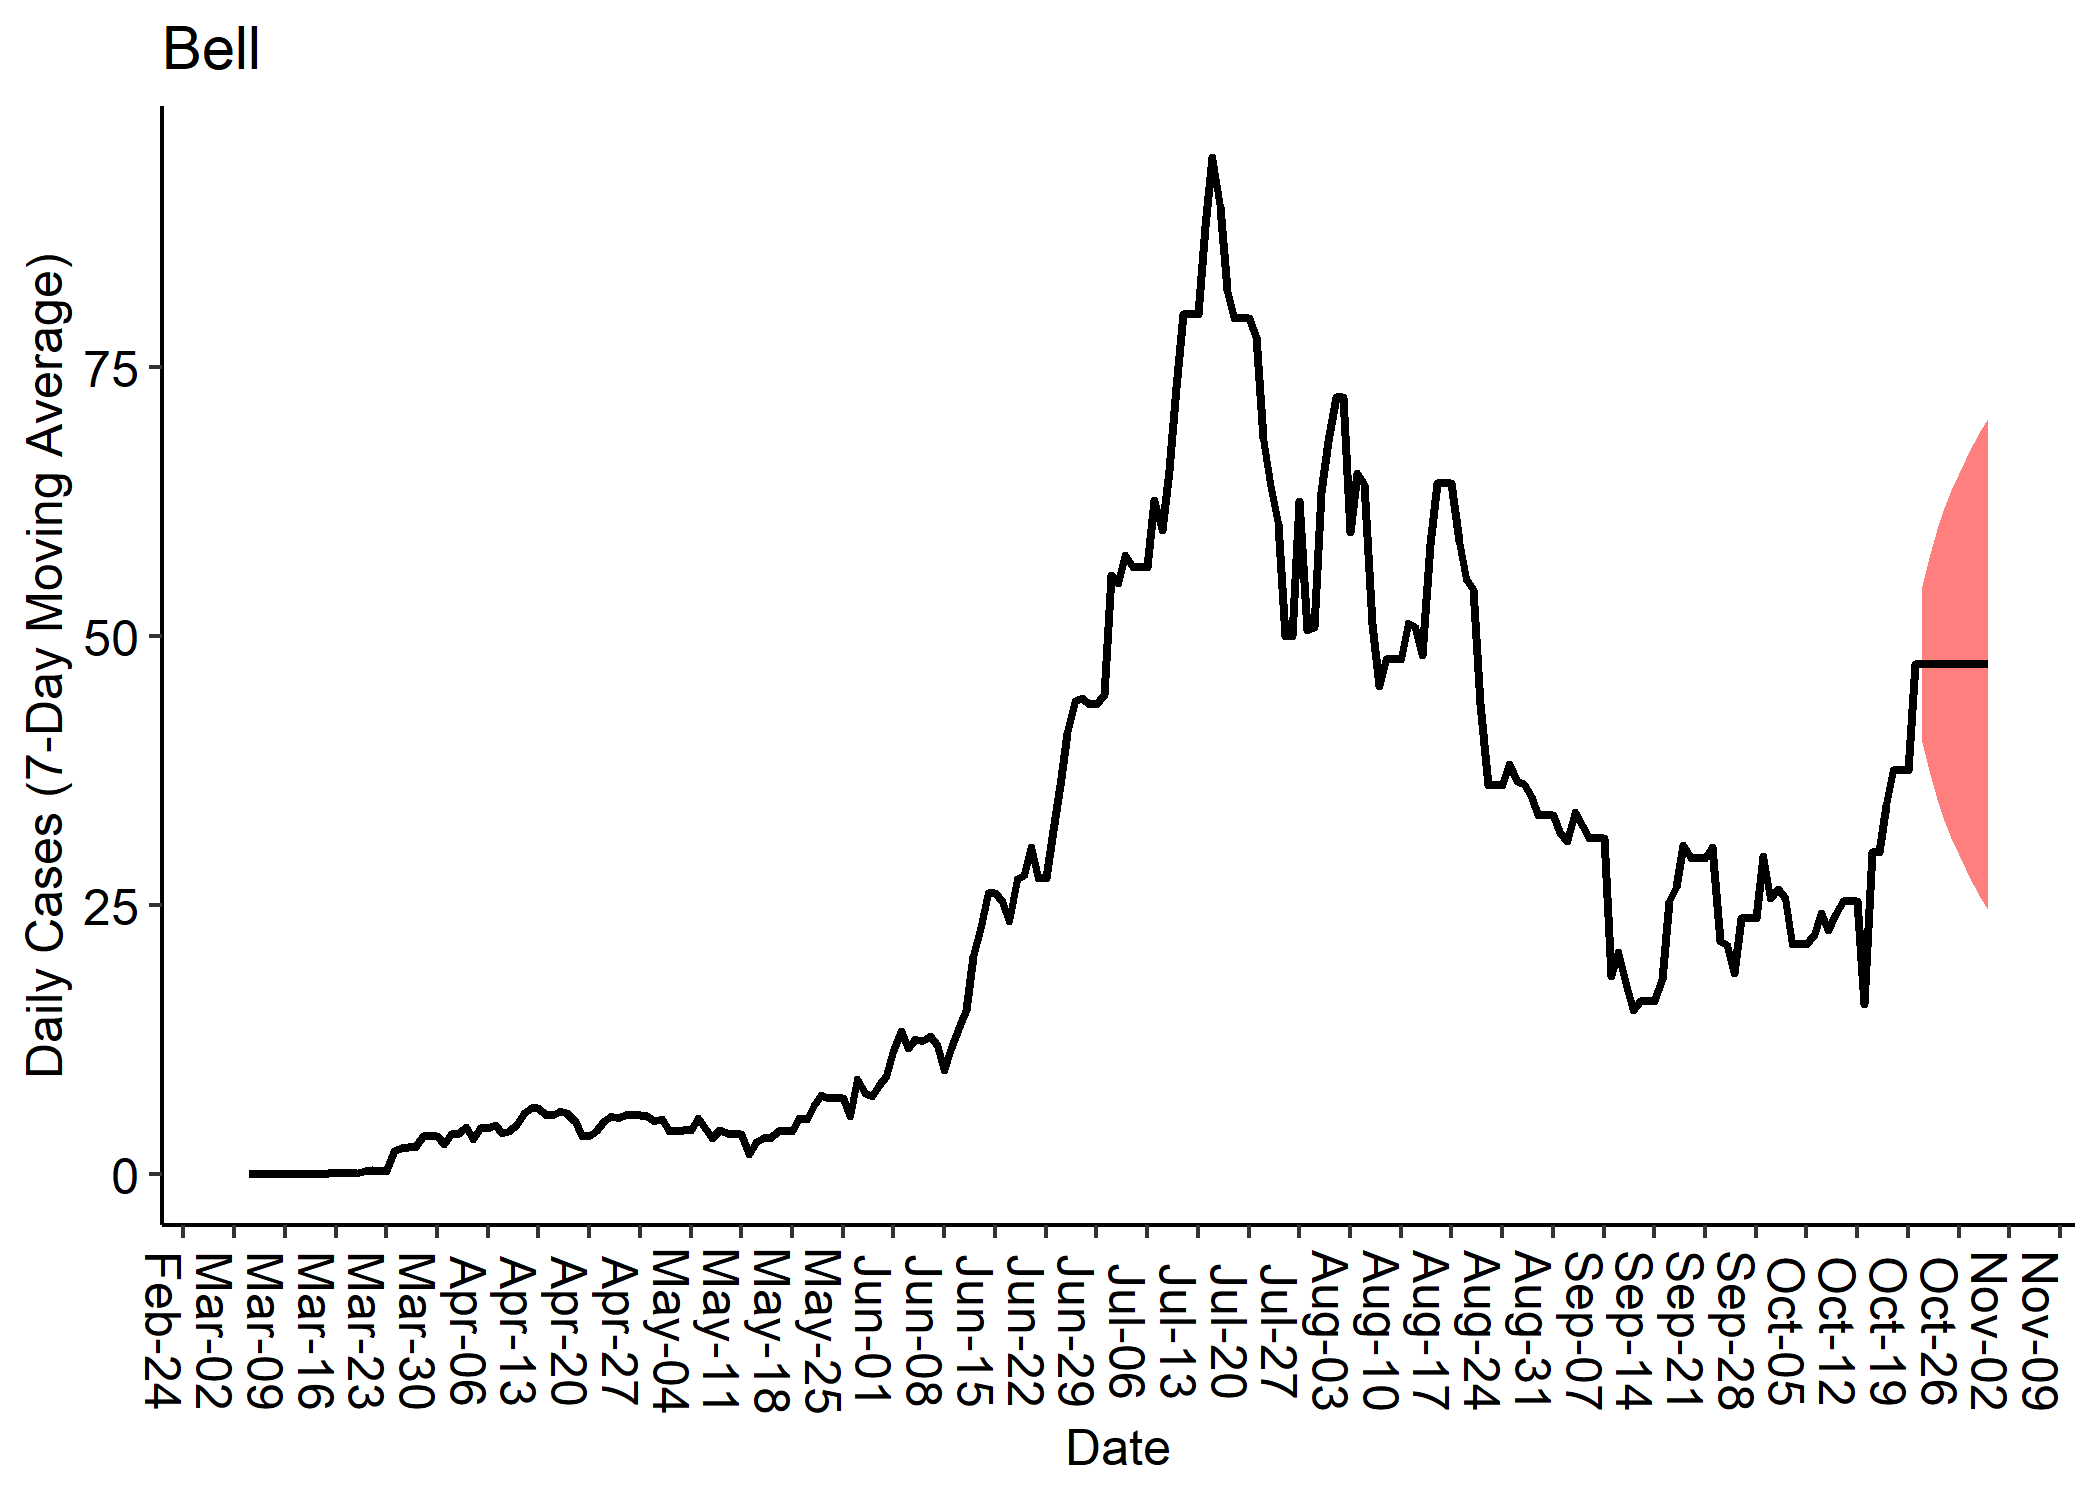 Bell
Daily Cases (7-Day Moving Average)
75
50
25
0
Feb-24
Mar-02
Mar-09
Mar-16
Mar-23
Mar-30
Apr-06
Apr-13
Apr-20
Apr-27
May-04
May-11
May-18
May-25
Jun-01
Jun-08
Jun-15
Jun-22
Jun-29
Jul-06
Jul-13
Jul-20
Jul-27
Aug-03
Aug-10
Aug-17
Aug-24
Aug-31
Sep-07
Sep-14
Sep-21
Sep-28
Oct-05
Oct-12
Oct-19
Oct-26
Nov-02
Nov-09
Date